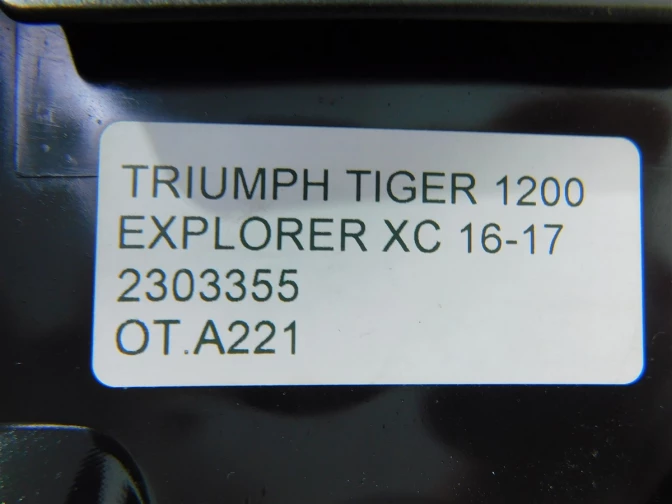 TRIUMPH TIGER 1200
EXPLORER XC 16-17
2303355
OT.A221